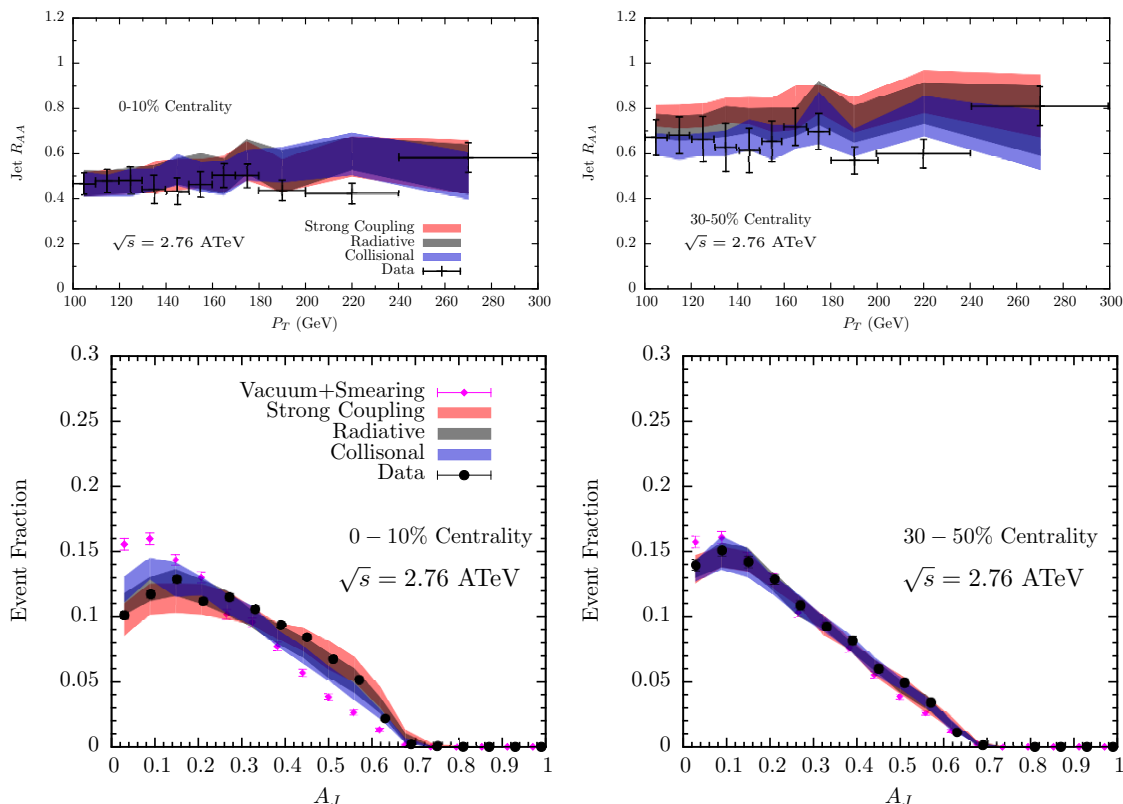 1.2
1
0.8
0.6
0.4
0.2
0
Jet R_AA
0-10% Centrality
√s = 2.76 ATeV
Strong Coupling
Radiative
Collisional
Data
100 120 140 160 180 200 220 240 260 280 300
P_T (GeV)
1.2
1
0.8
0.6
0.4
0.2
0
Jet R_AA
30-50% Centrality
√s = 2.76 ATeV
100 120 140 160 180 200 220 240 260 280 300
P_T (GeV)
0.3
0.25
0.2
0.15
0.1
0.05
0
Event Fraction
Vacuum+Smearing
Strong Coupling
Radiative
Collisonal
Data
0 − 10% Centrality
√s = 2.76 ATeV
0 0.1 0.2 0.3 0.4 0.5 0.6 0.7 0.8 0.9 1
A_J
0.3
0.25
0.2
0.15
0.1
0.05
0
Event Fraction
30 − 50% Centrality
√s = 2.76 ATeV
0 0.1 0.2 0.3 0.4 0.5 0.6 0.7 0.8 0.9 1
A_J